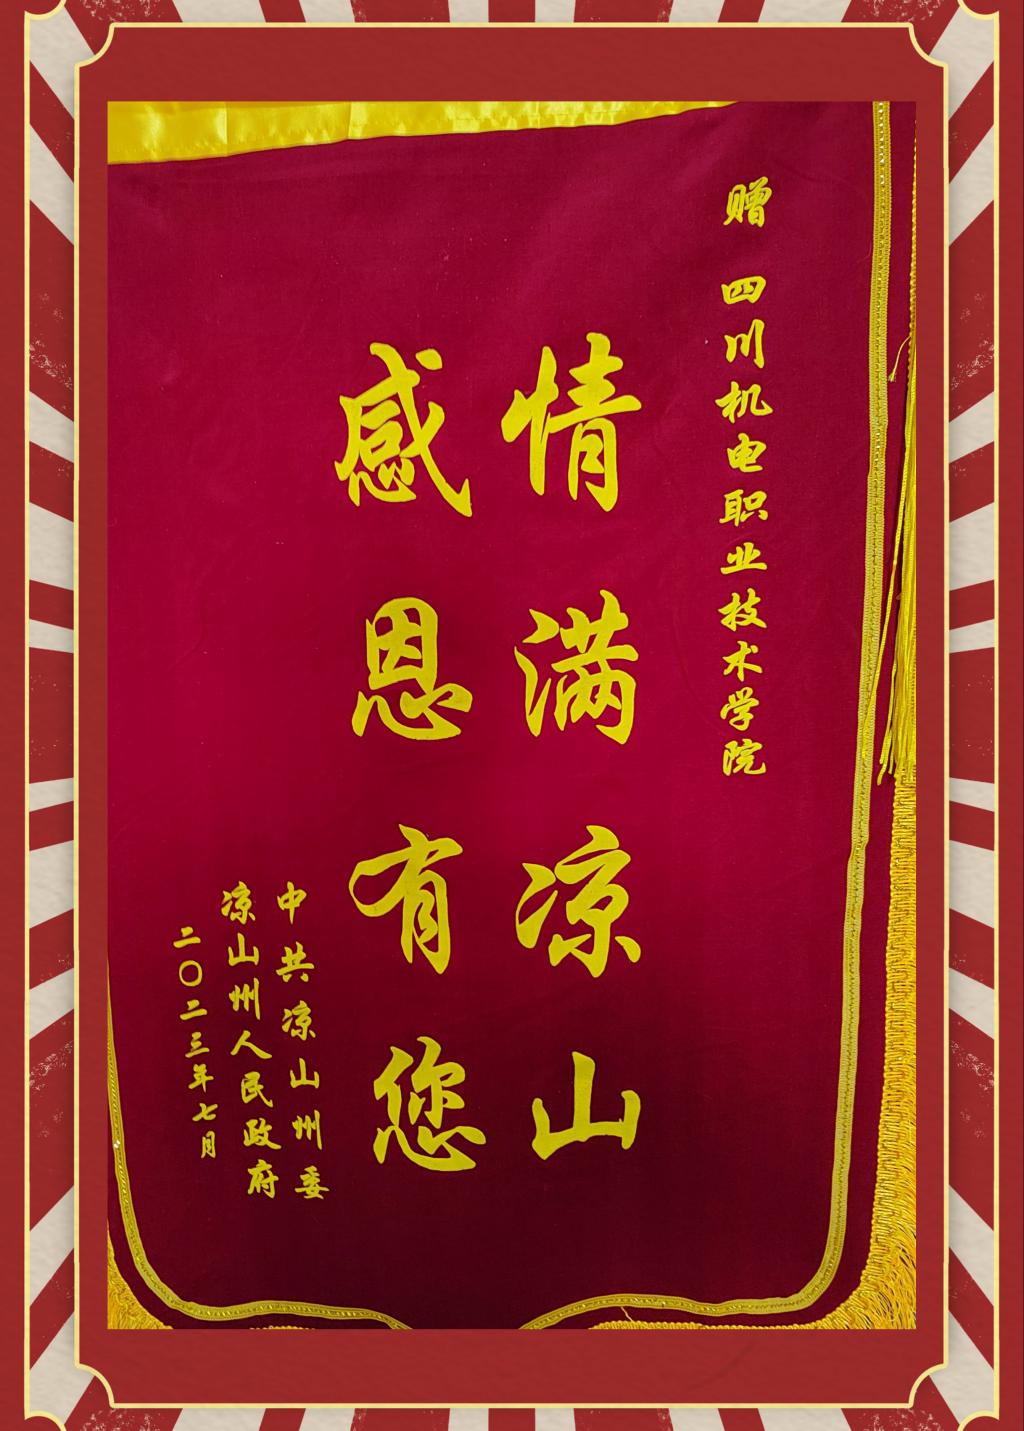 赠 四川机电职业技术学院
情满凉山
感恩有您
中共凉山州委
凉山州人民政府
二〇二三年七月